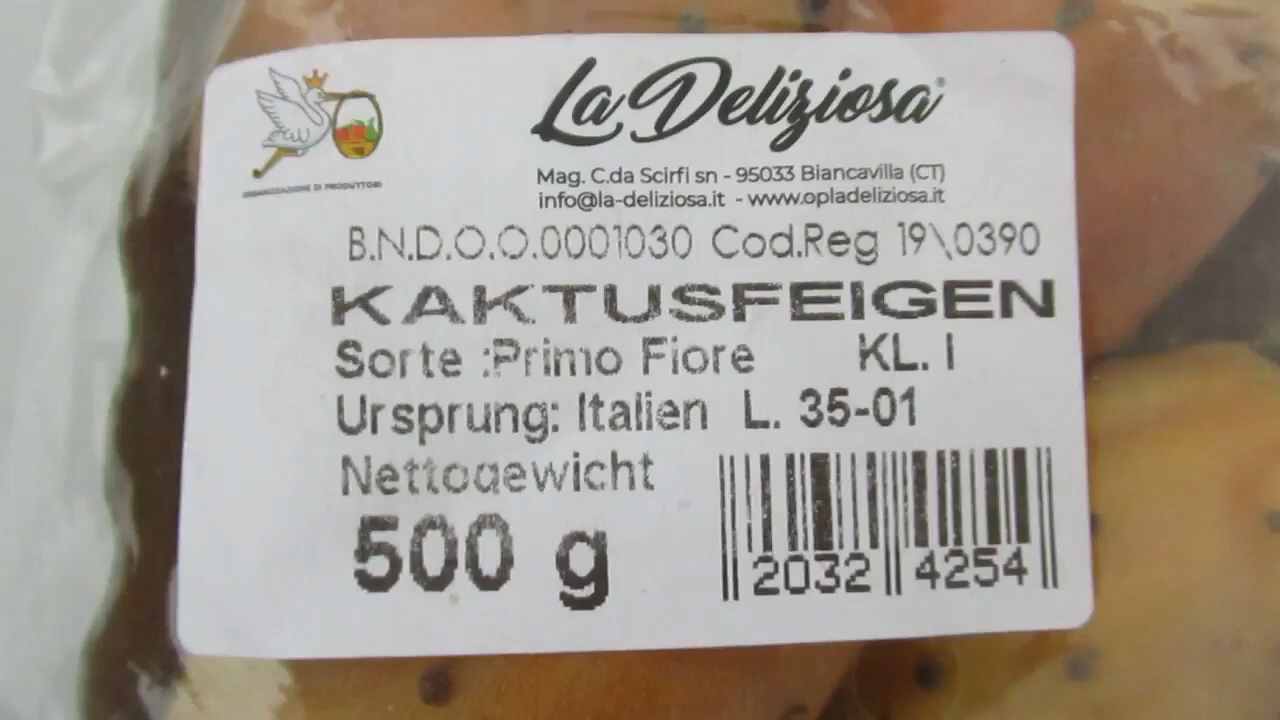 La Deliziosa®
ORGANIZZAZIONE DI PRODUTTORI
Mag. C.da Scirfi sn - 95033 Biancavilla (CT)
info@la-deliziosa.it - www.opladeliziosa.it
B.N.D.O.O.0001030 Cod.Reg 19\0390
KAKTUSFEIGEN
Sorte :Primo Fiore KL. I
Ursprung: Italien L. 35-01
Nettogewicht
500 g
2032 4254